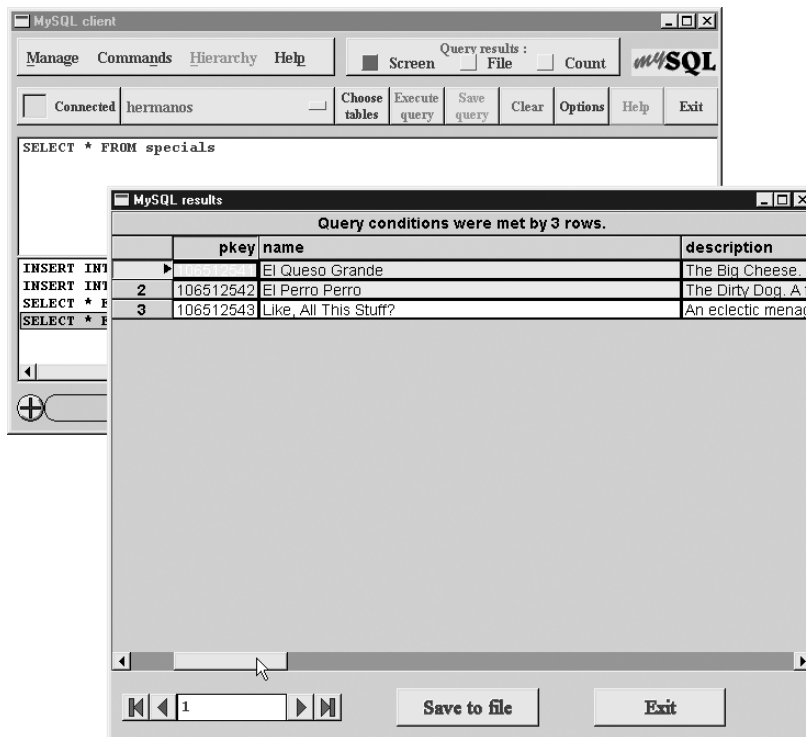 MySQL client
Manage Commands Hierarchy Help
Query results :
Screen File Count
mySQL
Connected hermanos
Choose tables
Execute query
Save query
Clear
Options
Help
Exit
SELECT * FROM specials
INSERT INT
INSERT INT
SELECT * F
SELECT * F
MySQL results
Query conditions were met by 3 rows.
pkey name description
106512541 El Queso Grande The Big Cheese.
2 106512542 El Perro Perro The Dirty Dog. A
3 106512543 Like, All This Stuff? An eclectic menag
1
Save to file
Exit